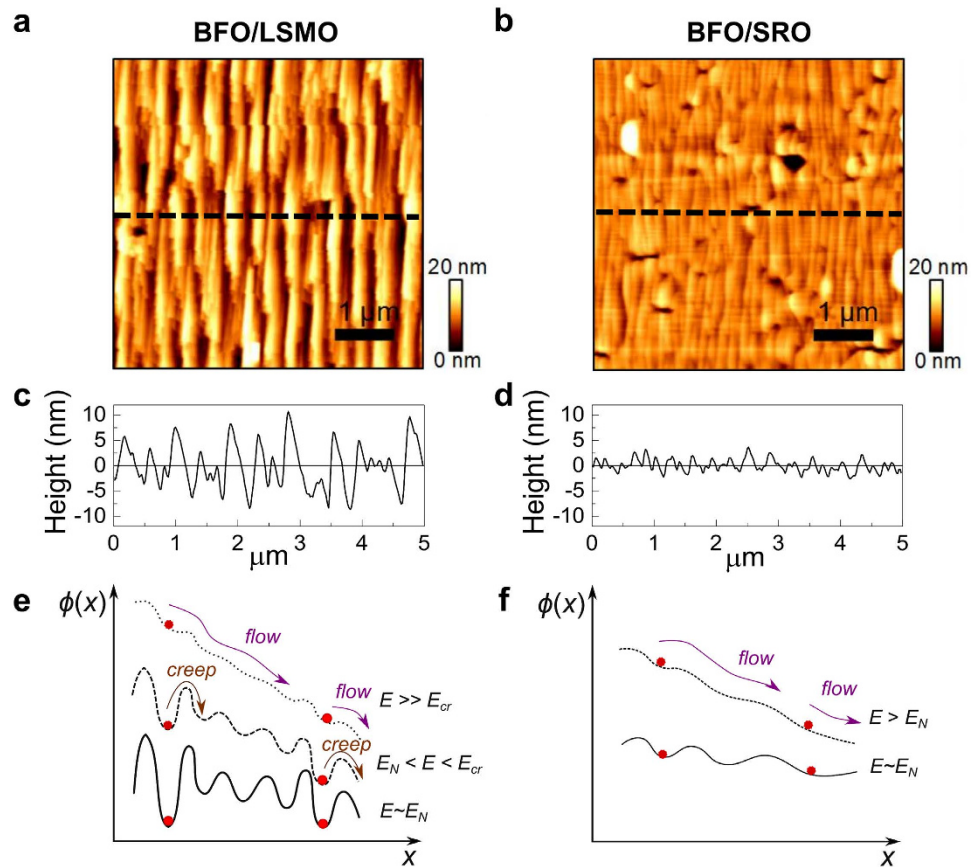 a
BFO/LSMO
b
BFO/SRO
20 nm
1 μm
0 nm
20 nm
1 μm
0 nm
c
Height (nm)
10
5
0
-5
-10
0 1 2 3 4 5
μm
d
Height (nm)
10
5
0
-5
-10
0 1 2 3 4 5
μm
e
ϕ(x)
flow
creep
flow
E >> E_cr
creep
E_N < E < E_cr
E~E_N
x
f
ϕ(x)
flow
flow
E > E_N
E~E_N
x